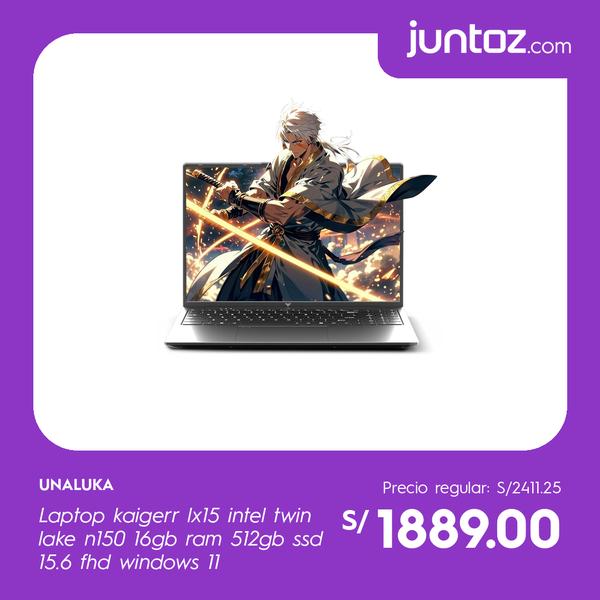 juntoz.com
UNALUKA
Laptop kaigerr lx15 intel twin
lake n150 16gb ram 512gb ssd
15.6 fhd windows 11
Precio regular: S/2411.25
S/1889.00